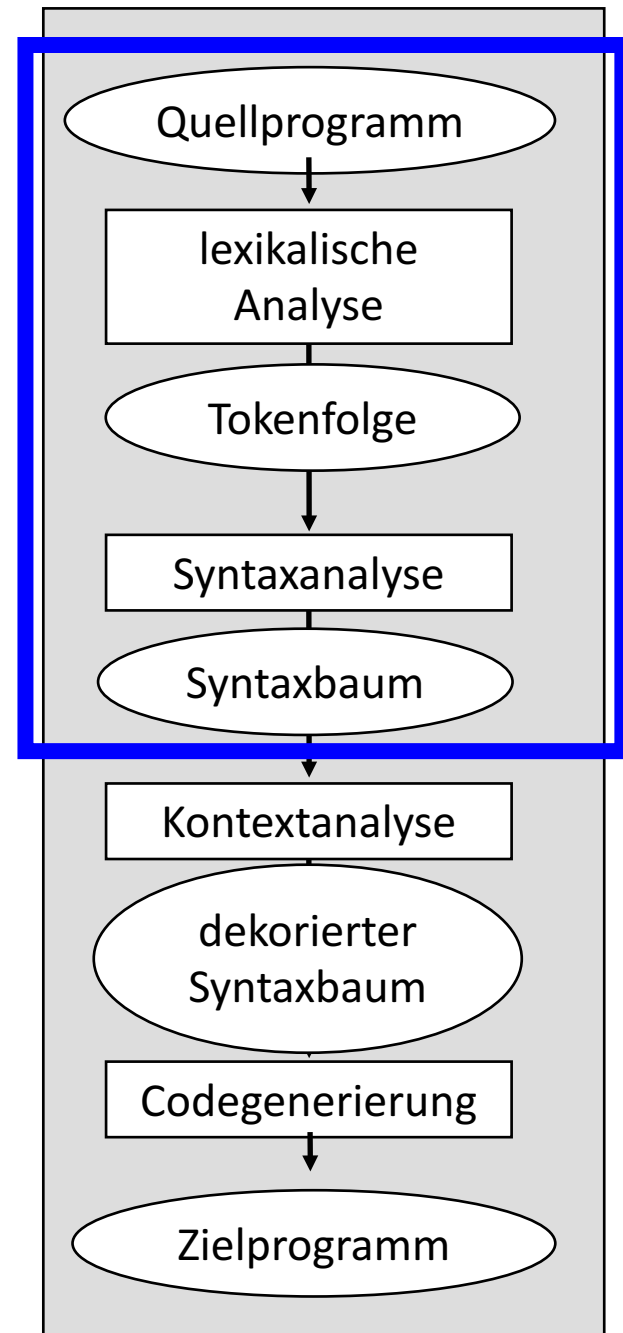 Quellprogramm
lexikalische
Analyse
Tokenfolge
Syntaxanalyse
Syntaxbaum
Kontextanalyse
dekorierter
Syntaxbaum
Codegenerierung
Zielprogramm